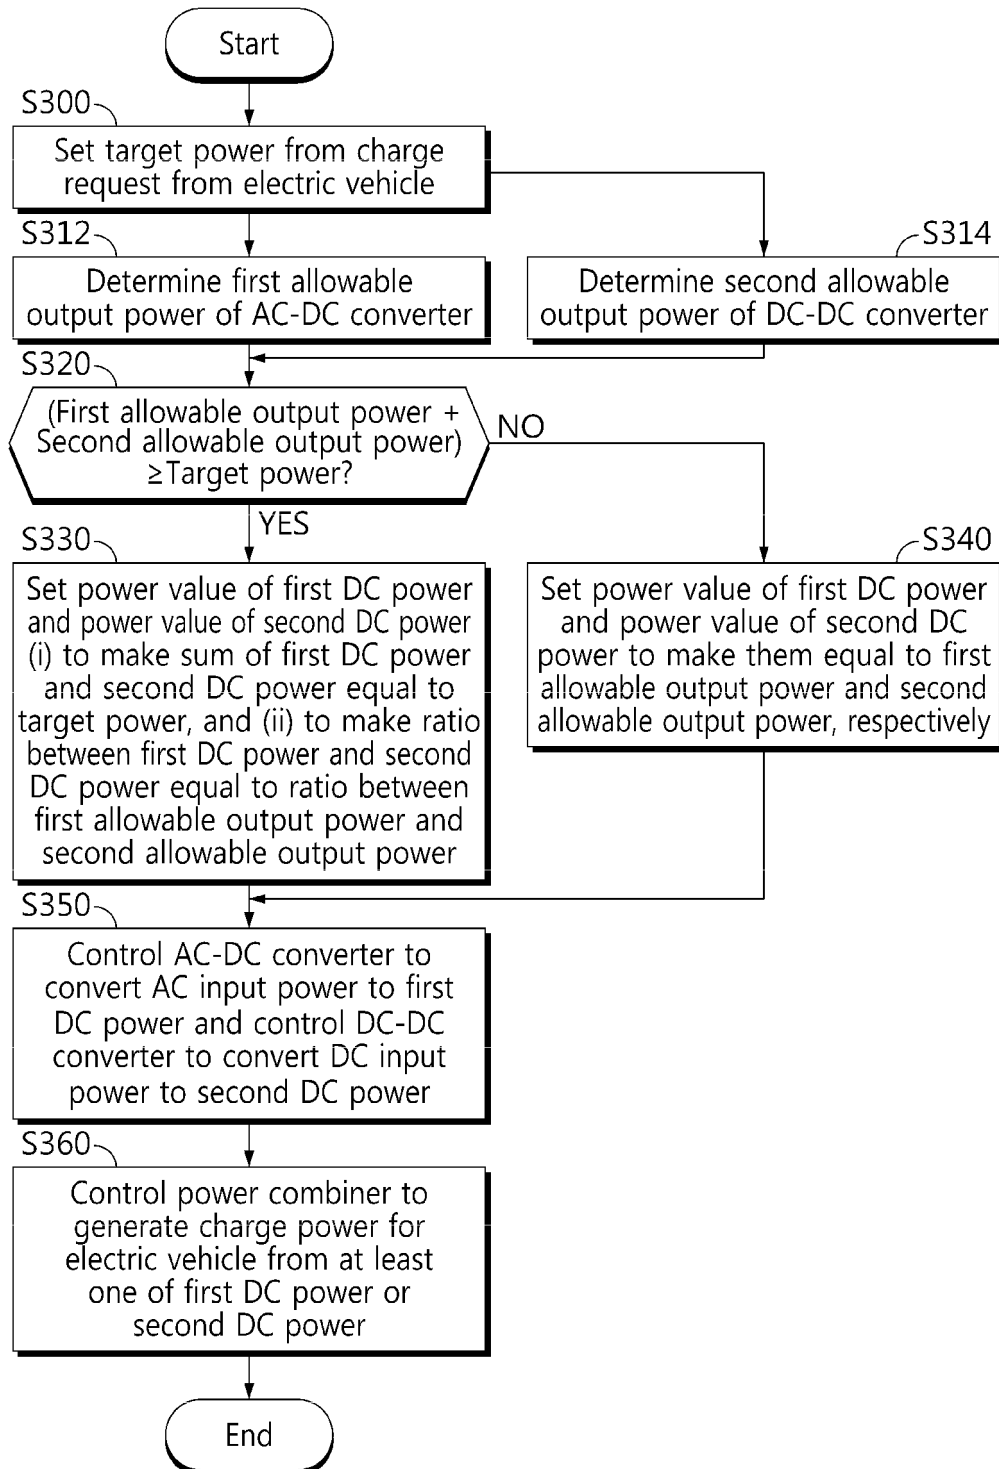 Start
S300
Set target power from charge
request from electric vehicle
S312
Determine first allowable
output power of AC-DC converter
S314
Determine second allowable
output power of DC-DC converter
S320
(First allowable output power +
Second allowable output power)
≥Target power?
NO
YES
S330
Set power value of first DC power
and power value of second DC power
(i) to make sum of first DC power
and second DC power equal to
target power, and (ii) to make ratio
between first DC power and second
DC power equal to ratio between
first allowable output power and
second allowable output power
S340
Set power value of first DC power
and power value of second DC
power to make them equal to first
allowable output power and second
allowable output power, respectively
S350
Control AC-DC converter to
convert AC input power to first
DC power and control DC-DC
converter to convert DC input
power to second DC power
S360
Control power combiner to
generate charge power for
electric vehicle from at least
one of first DC power or
second DC power
End